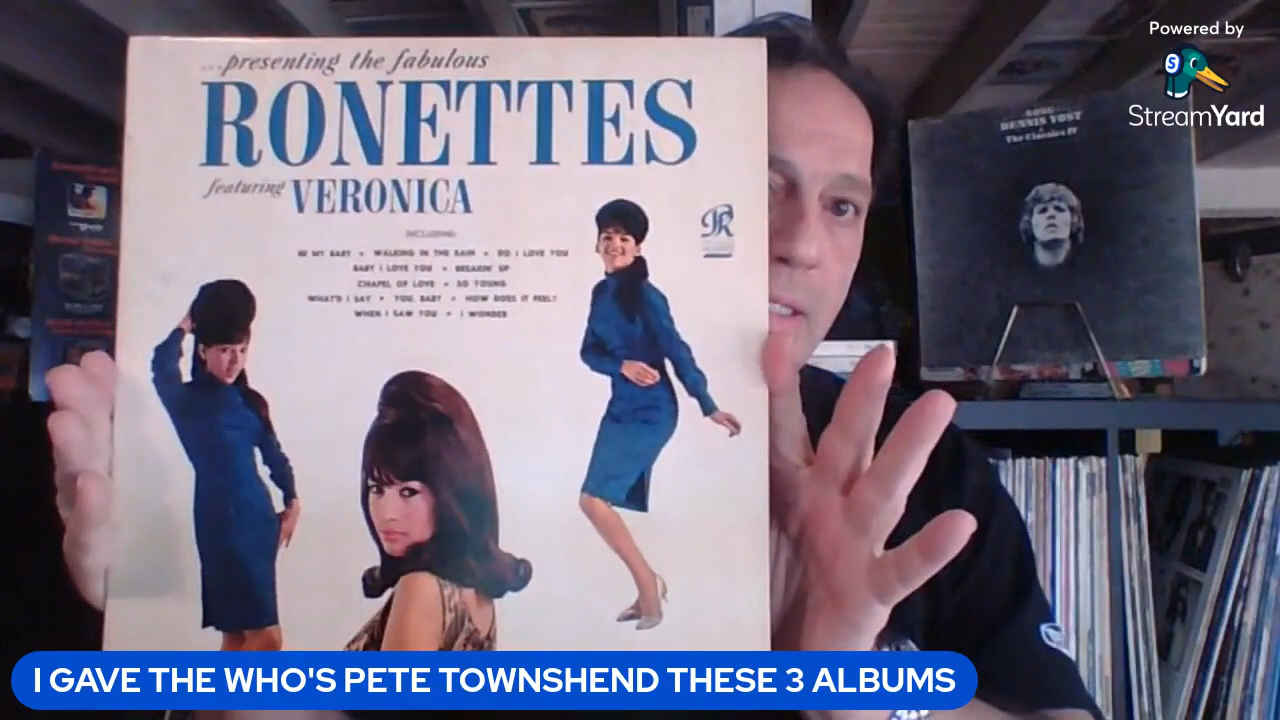 ...presenting the fabulous
RONETTES
featuring VERONICA
INCLUDING:
BE MY BABY • WALKING IN THE RAIN • DO I LOVE YOU
BABY I LOVE YOU • BREAKIN' UP
CHAPEL OF LOVE • SO YOUNG
WHAT'D I SAY • YOU, BABY • HOW DOES IT FEEL?
WHEN I SAW YOU • I WONDER
PR
Powered by
S
StreamYard
DENNIS YOST
The Classics IV
I GAVE THE WHO'S PETE TOWNSHEND THESE 3 ALBUMS